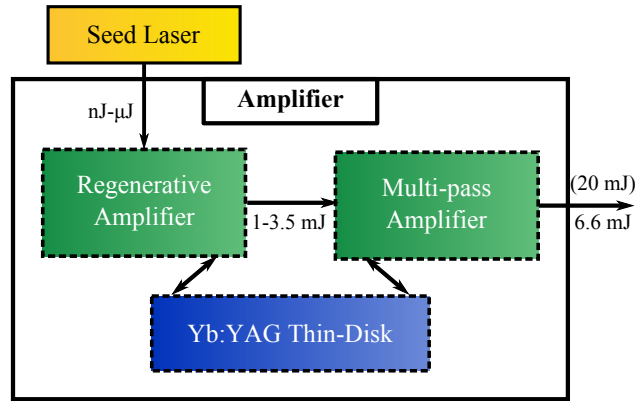 Seed Laser
Amplifier
nJ-μJ
Regenerative
Amplifier
1-3.5 mJ
Multi-pass
Amplifier
(20 mJ)
6.6 mJ
Yb:YAG Thin-Disk